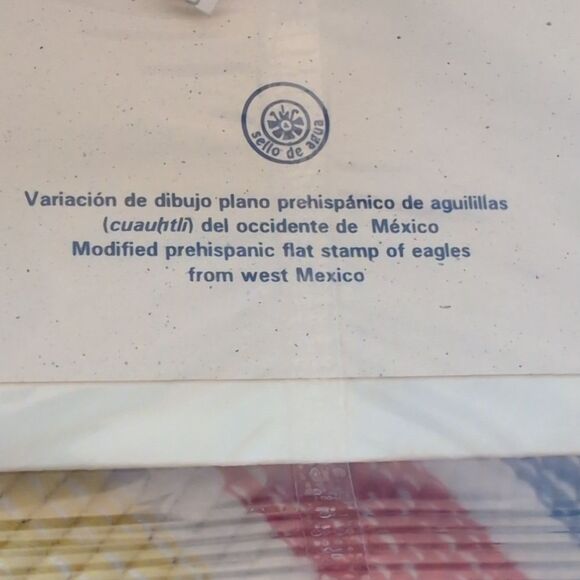 sello de agua
Variación de dibujo plano prehispánico de aguilillas
(cuauhtli) del occidente de México
Modified prehispanic flat stamp of eagles
from west Mexico